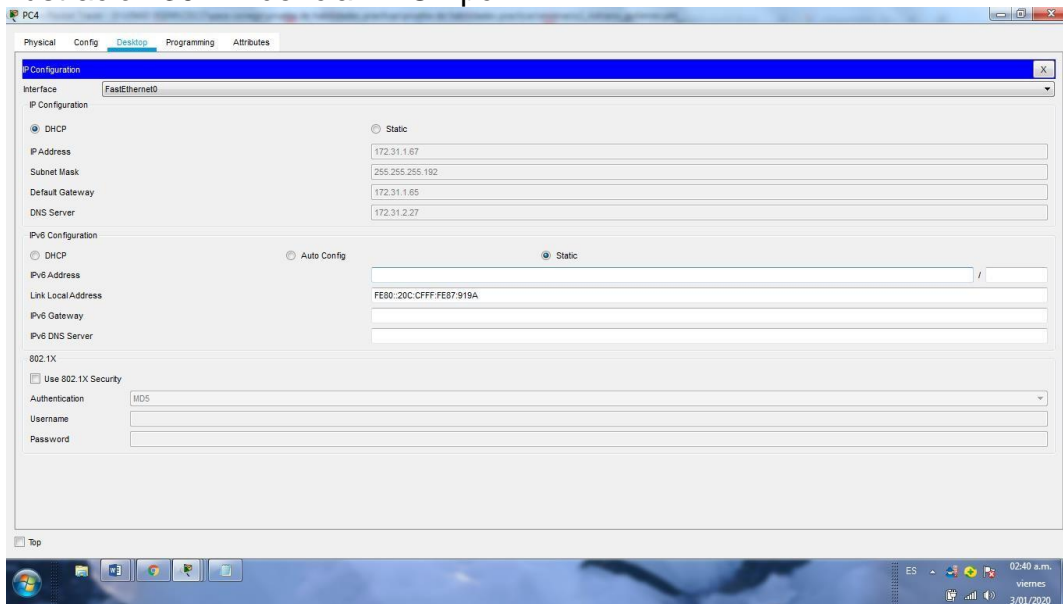 PC4
Physical Config Desktop Programming Attributes
IP Configuration X
Interface FastEthernet0
IP Configuration
DHCP Static
IP Address 172.31.1.67
Subnet Mask 255.255.255.192
Default Gateway 172.31.1.65
DNS Server 172.31.2.27
IPv6 Configuration
DHCP Auto Config Static
IPv6 Address /
Link Local Address FE80::20C:CFFF:FE87:919A
IPv6 Gateway
IPv6 DNS Server
802.1X
Use 802.1X Security
Authentication MD5
Username
Password
Top
ES 02:40 a.m.
viernes
3/01/2020